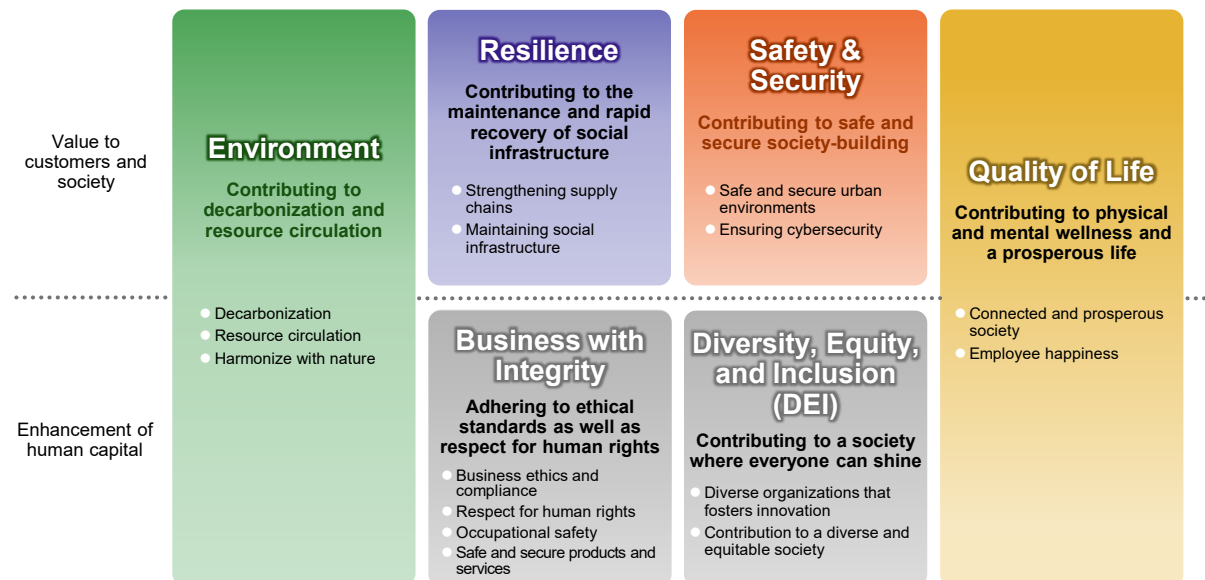 Value to
customers and
society
Enhancement of
human capital
Environment
Contributing to
decarbonization and
resource circulation
Decarbonization
Resource circulation
Harmonize with nature
Resilience
Contributing to the
maintenance and rapid
recovery of social
infrastructure
Strengthening supply
chains
Maintaining social
infrastructure
Safety &
Security
Contributing to safe and
secure society-building
Safe and secure urban
environments
Ensuring cybersecurity
Quality of Life
Contributing to physical
and mental wellness and
a prosperous life
Connected and prosperous
society
Employee happiness
Business with
Integrity
Adhering to ethical
standards as well as
respect for human rights
Business ethics and
compliance
Respect for human rights
Occupational safety
Safe and secure products and
services
Diversity, Equity,
and Inclusion
(DEI)
Contributing to a society
where everyone can shine
Diverse organizations that
fosters innovation
Contribution to a diverse and
equitable society